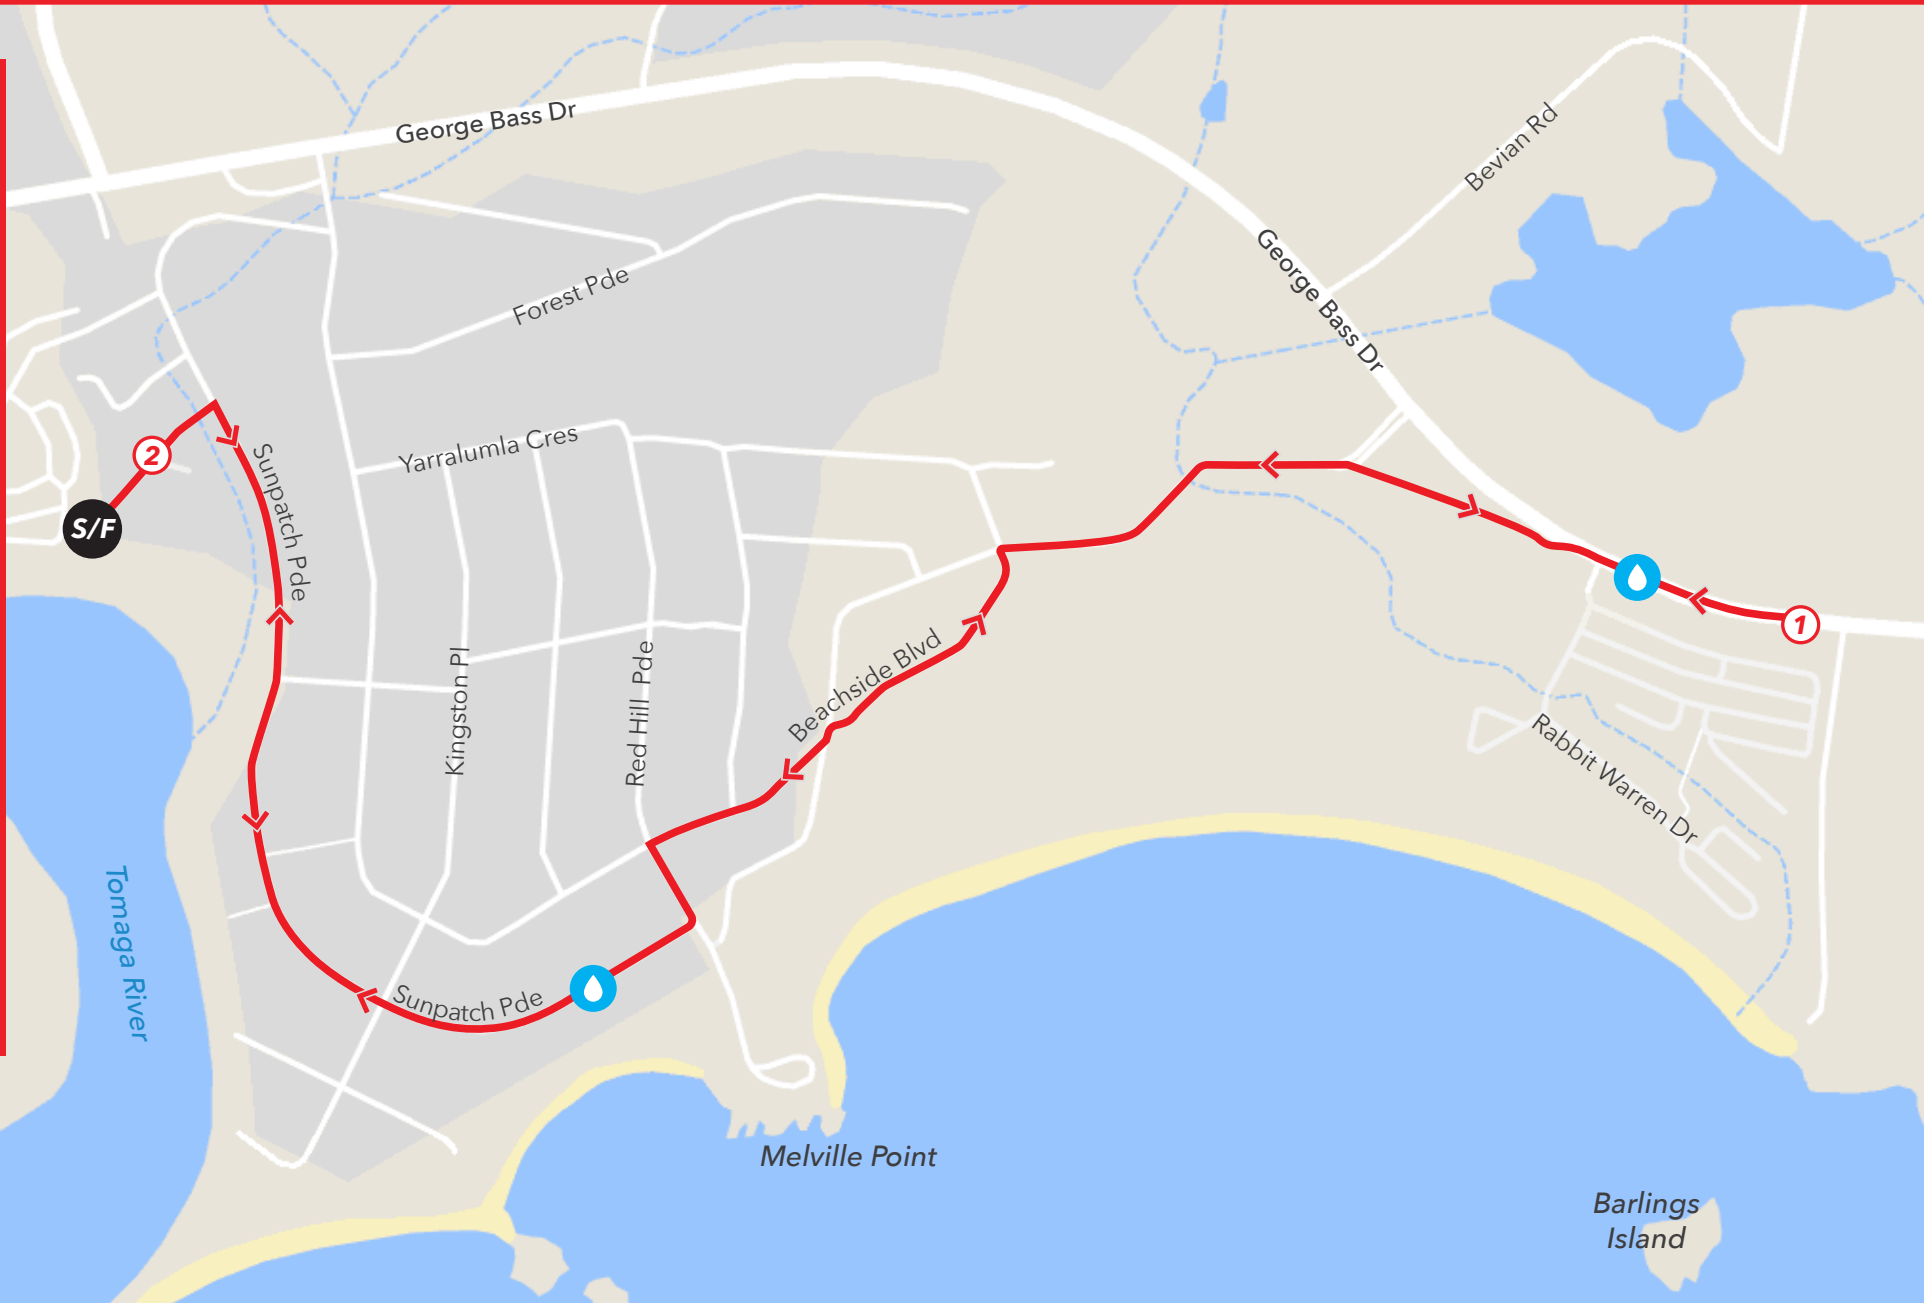 George Bass Dr
Bevian Rd
George Bass Dr
Forest Pde
Yarralumla Cres
2
Sunpatch Pde
S/F
1
Beachside Blvd
Kingston Pl
Red Hill Pde
Rabbit Warren Dr
Tomaga River
Sunpatch Pde
Melville Point
Barlings
Island